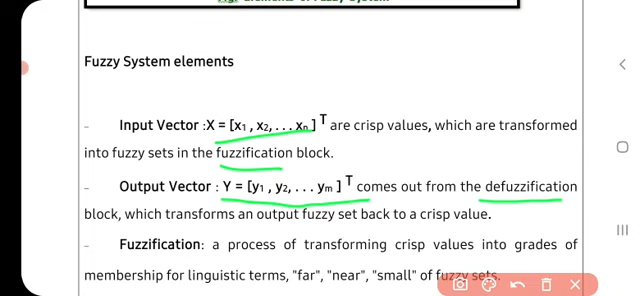 Fuzzy System elements
– Input Vector :X = [x1 , x2, . . . xn ] T are crisp values, which are transformed
into fuzzy sets in the fuzzification block.
– Output Vector : Y = [y1 , y2, . . . ym ] T comes out from the defuzzification
block, which transforms an output fuzzy set back to a crisp value.
– Fuzzification: a process of transforming crisp values into grades of
membership for linguistic terms, "far", "near", "small" of fuzzy sets.